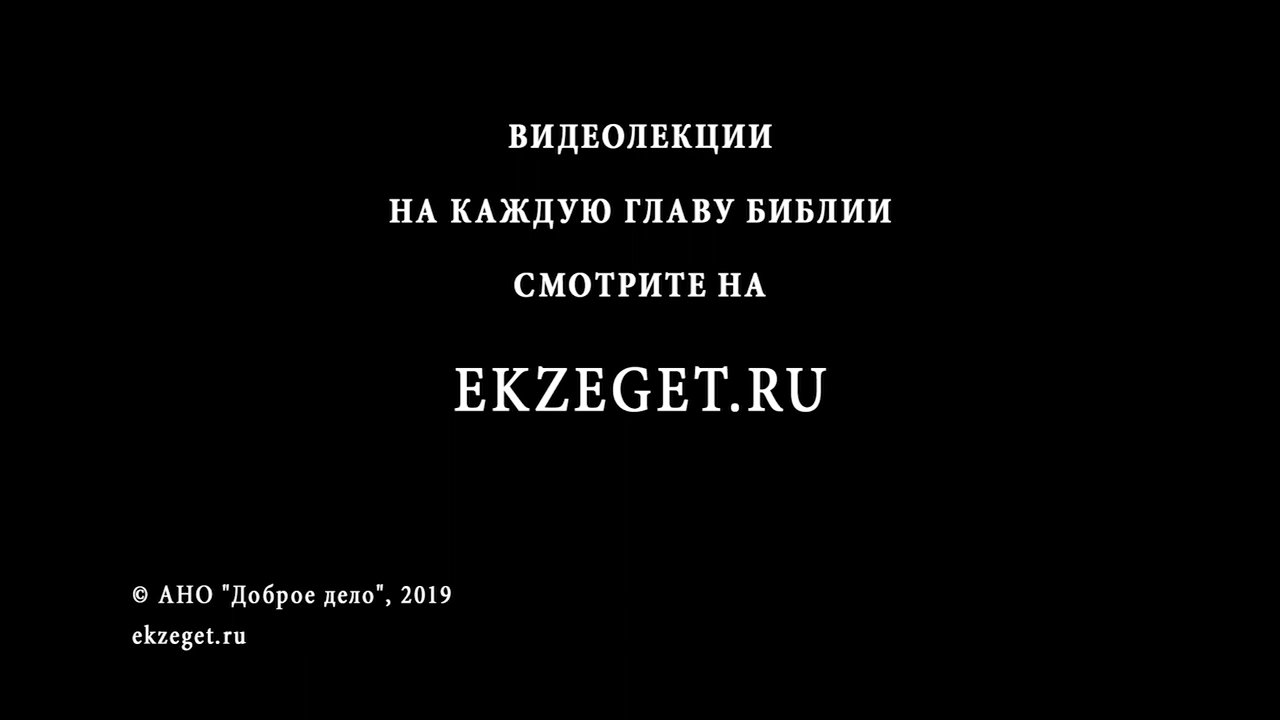 ВИДЕОЛЕКЦИИ
НА КАЖДУЮ ГЛАВУ БИБЛИИ
СМОТРИТЕ НА
EKZEGET.RU
© АНО "Доброе дело", 2019
ekzeget.ru